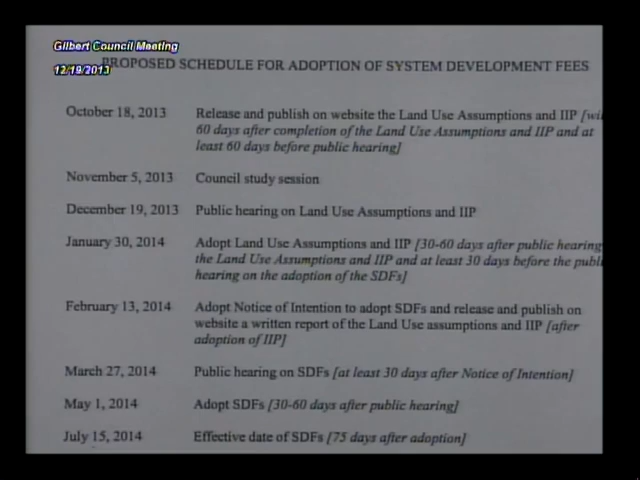 Gilbert Council Meeting
12/19/2013
PROPOSED SCHEDULE FOR ADOPTION OF SYSTEM DEVELOPMENT FEES
October 18, 2013 Release and publish on website the Land Use Assumptions and IIP
60 days after completion of the Land Use Assumptions and IIP and at
least 60 days before public hearing]
November 5, 2013 Council study session
December 19, 2013 Public hearing on Land Use Assumptions and IIP
January 30, 2014 Adopt Land Use Assumptions and IIP [30-60 days after public hearing
the Land Use Assumptions and IIP and at least 30 days before the publ
hearing on the adoption of the SDFs]
February 13, 2014 Adopt Notice of Intention to adopt SDFs and release and publish on
website a written report of the Land Use assumptions and IIP [after
adoption of IIP]
March 27, 2014 Public hearing on SDFs [at least 30 days after Notice of Intention]
May 1, 2014 Adopt SDFs [30-60 days after public hearing]
July 15, 2014 Effective date of SDFs [75 days after adoption]